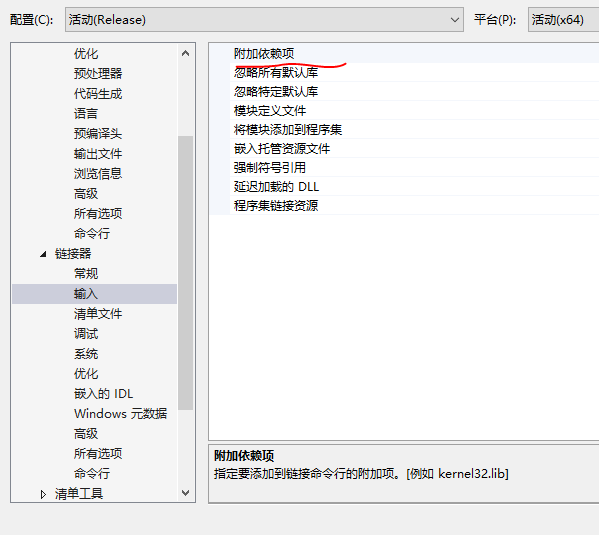 配置(C): 活动(Release) 平台(P): 活动(x64)
优化
预处理器
代码生成
语言
预编译头
输出文件
浏览信息
高级
所有选项
命令行
链接器
常规
输入
清单文件
调试
系统
优化
嵌入的 IDL
Windows 元数据
高级
所有选项
命令行
清单工具
附加依赖项
忽略所有默认库
忽略特定默认库
模块定义文件
将模块添加到程序集
嵌入托管资源文件
强制符号引用
延迟加载的 DLL
程序集链接资源
附加依赖项
指定要添加到链接命令行的附加项。[例如 kernel32.lib]